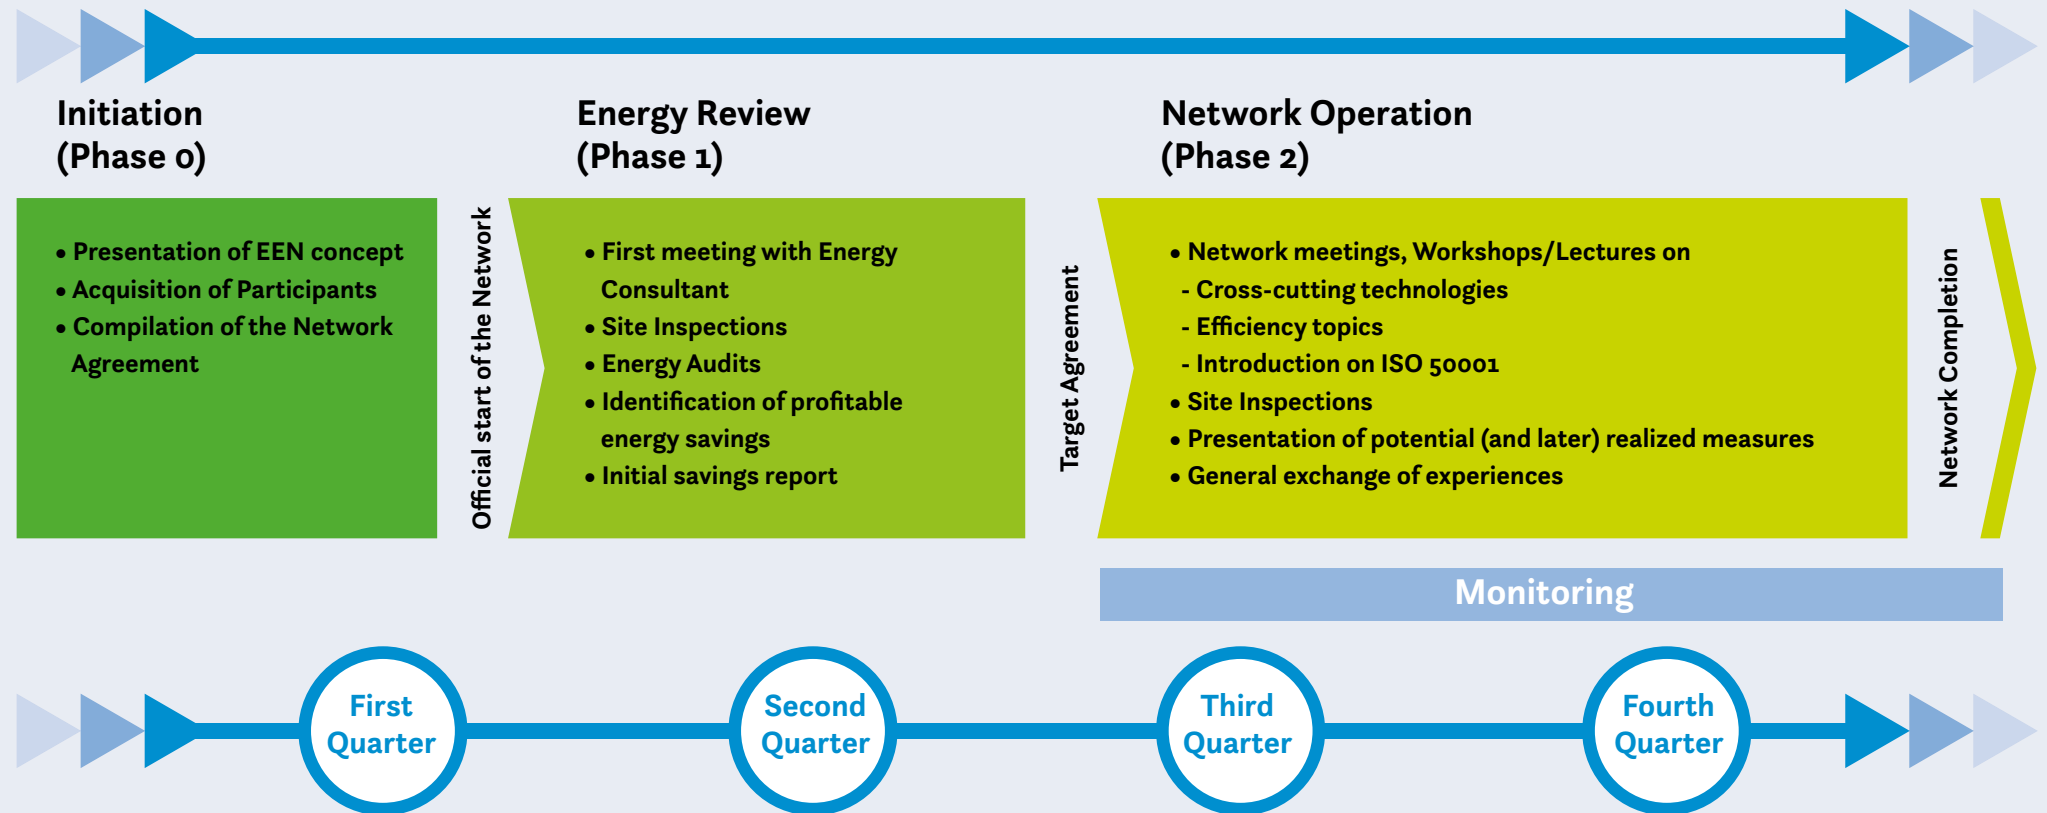 Initiation
(Phase 0)
• Presentation of EEN concept
• Acquisition of Participants
• Compilation of the Network
Agreement
Official start of the Network
Energy Review
(Phase 1)
• First meeting with Energy
Consultant
• Site Inspections
• Energy Audits
• Identification of profitable
energy savings
• Initial savings report
Target Agreement
Network Operation
(Phase 2)
• Network meetings, Workshops/Lectures on
- Cross-cutting technologies
- Efficiency topics
- Introduction on ISO 50001
• Site Inspections
• Presentation of potential (and later) realized measures
• General exchange of experiences
Network Completion
Monitoring
First
Quarter
Second
Quarter
Third
Quarter
Fourth
Quarter